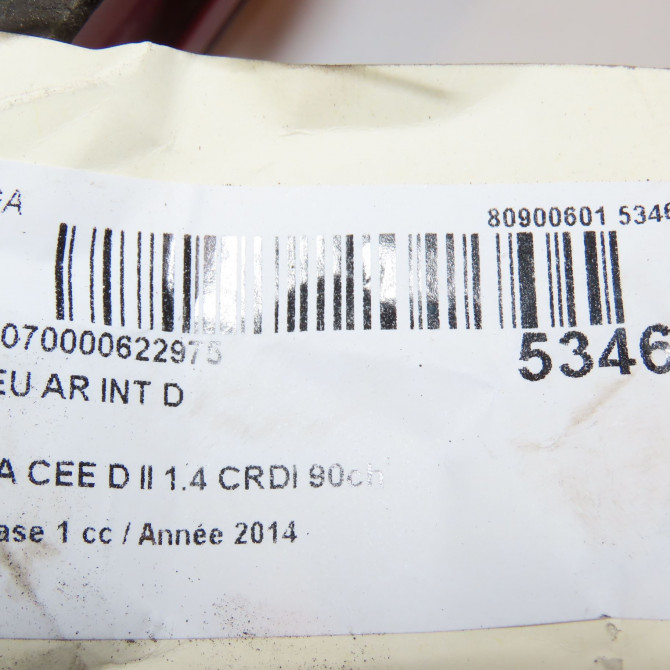 80900601 5346
070000622975
5346
EU AR INT D
A CEE D II 1.4 CRDI 90ch
ase 1 cc / Année 2014